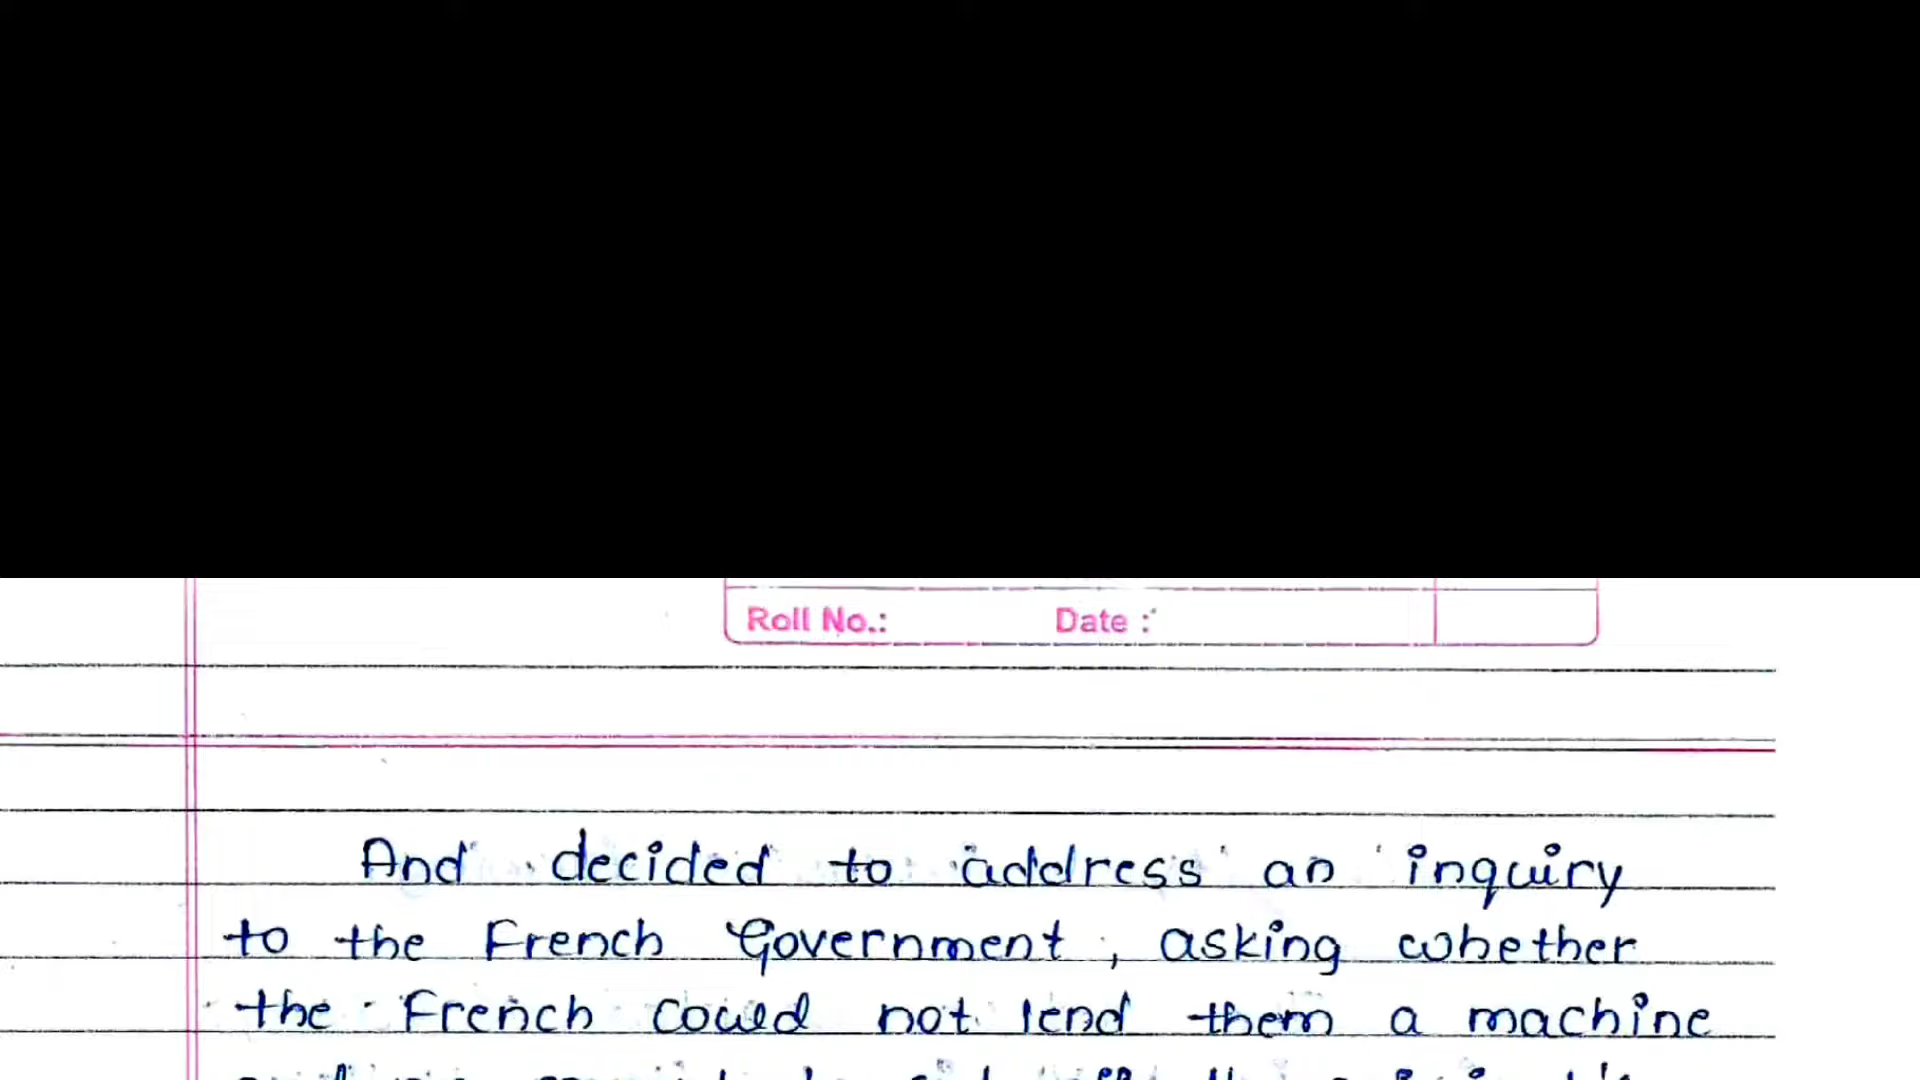 Roll No.: Date :
And decided to address an inquiry
to the French Government, asking whether
the French could not lend them a machine